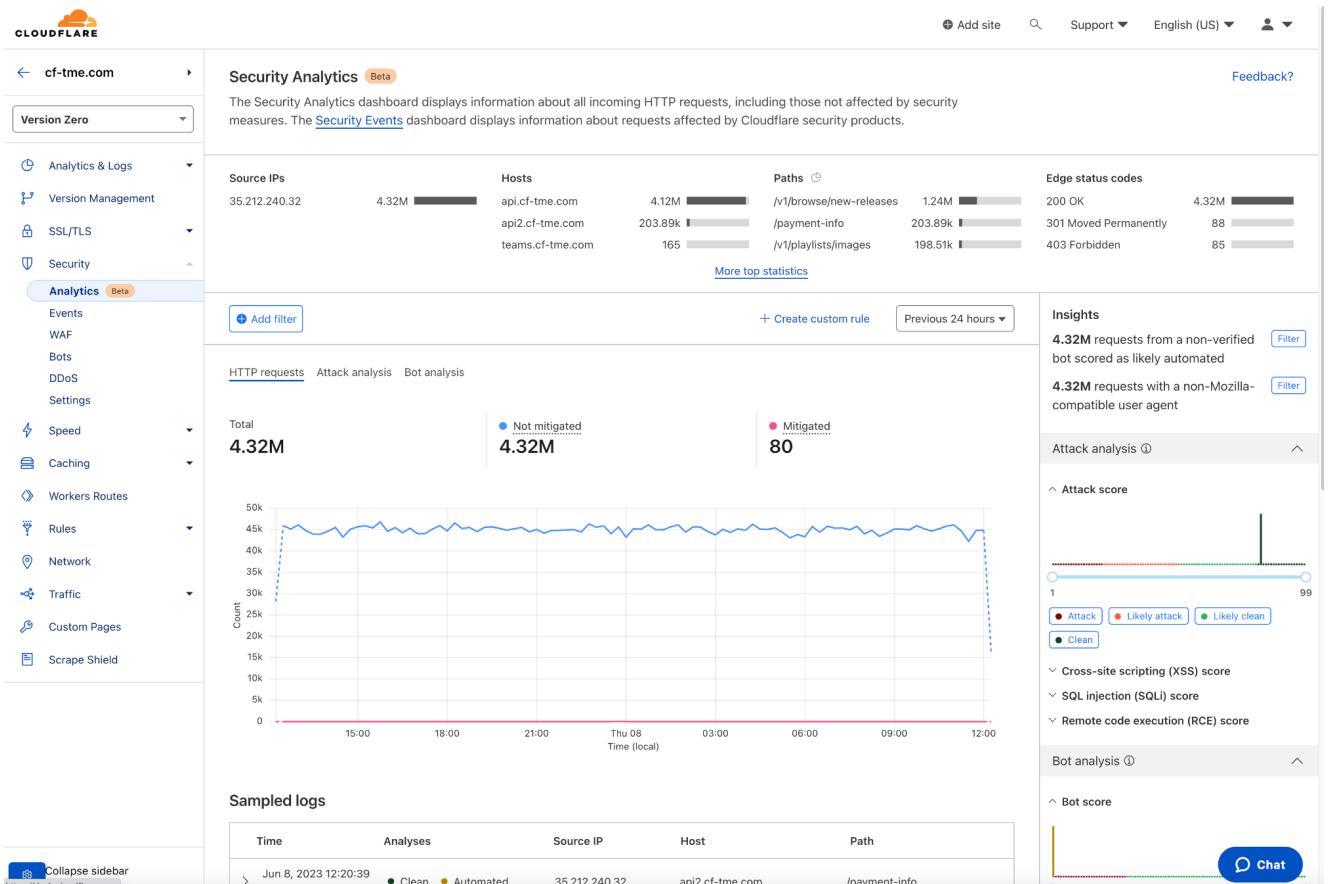 CLOUDFLARE
Add site
Support
English (US)
cf-tme.com
Version Zero
Analytics & Logs
Version Management
SSL/TLS
Security
Analytics Beta
Events
WAF
Bots
DDoS
Settings
Speed
Caching
Workers Routes
Rules
Network
Traffic
Custom Pages
Scrape Shield
Collapse sidebar
Security Analytics Beta
Feedback?
The Security Analytics dashboard displays information about all incoming HTTP requests, including those not affected by security
measures. The Security Events dashboard displays information about requests affected by Cloudflare security products.
Source IPs
35.212.240.32 4.32M
Hosts
api.cf-tme.com 4.12M
api2.cf-tme.com 203.89k
teams.cf-tme.com 165
Paths
/v1/browse/new-releases 1.24M
/payment-info 203.89k
/v1/playlists/images 198.51k
Edge status codes
200 OK 4.32M
301 Moved Permanently 88
403 Forbidden 85
More top statistics
Add filter
Create custom rule
Previous 24 hours
HTTP requests Attack analysis Bot analysis
Total
4.32M
Not mitigated
4.32M
Mitigated
80
50k
45k
40k
35k
30k
25k
20k
15k
10k
5k
0
Count
15:00 18:00 21:00 Thu 08 03:00 06:00 09:00 12:00
Time (local)
Sampled logs
Time Analyses Source IP Host Path
Jun 8, 2023 12:20:39
Clean Automated 35.212.240.32 api2.cf-tme.com /payment-info
Insights
4.32M requests from a non-verified
bot scored as likely automated
Filter
4.32M requests with a non-Mozilla-
compatible user agent
Filter
Attack analysis
Attack score
1 99
Attack Likely attack Likely clean
Clean
Cross-site scripting (XSS) score
SQL injection (SQLi) score
Remote code execution (RCE) score
Bot analysis
Bot score
Chat